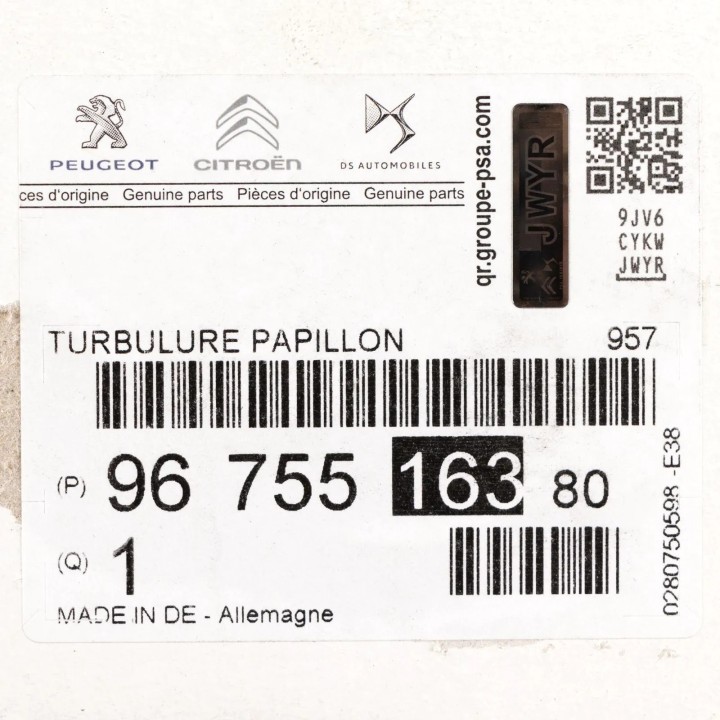 PEUGEOT
CITROËN
DS AUTOMOBILES
ces d'origine Genuine parts Pièces d'origine Genuine parts
qr.groupe-psa.com
JWYR
9JV6
CYKW
JWYR
TURBULURE PAPILLON 957
(P) 96 755 163 80
(Q) 1
MADE IN DE - Allemagne
0280750598 -E38